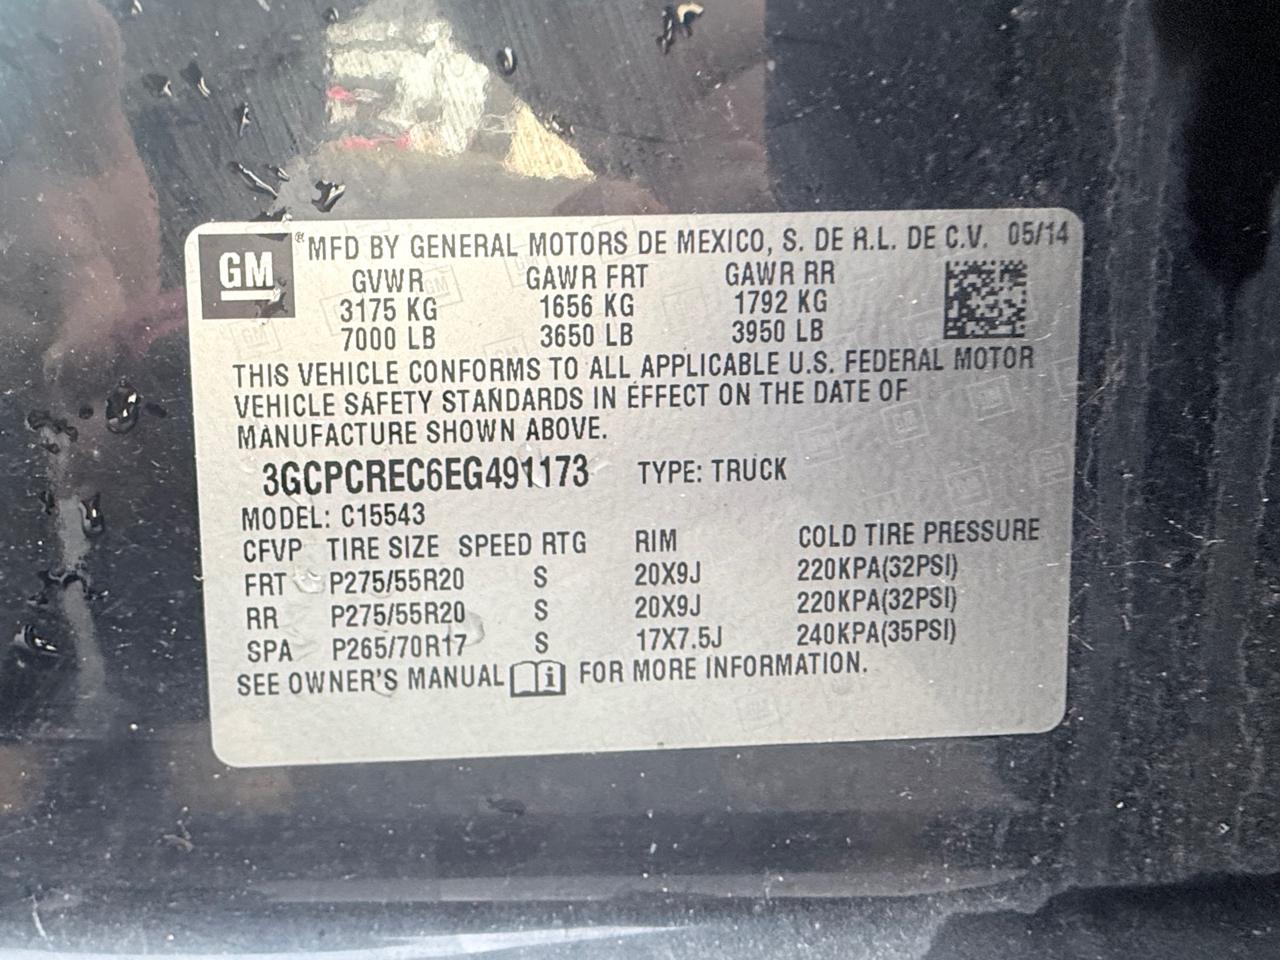 GM ® MFD BY GENERAL MOTORS DE MEXICO, S. DE R.L. DE C.V. 05/14
GVWR GAWR FRT GAWR RR
3175 KG 1656 KG 1792 KG
7000 LB 3650 LB 3950 LB
THIS VEHICLE CONFORMS TO ALL APPLICABLE U.S. FEDERAL MOTOR
VEHICLE SAFETY STANDARDS IN EFFECT ON THE DATE OF
MANUFACTURE SHOWN ABOVE.
3GCPCREC6EG491173 TYPE: TRUCK
MODEL: C15543
CFVP TIRE SIZE SPEED RTG RIM COLD TIRE PRESSURE
FRT P275/55R20 S 20X9J 220KPA(32PSI)
RR P275/55R20 S 20X9J 220KPA(32PSI)
SPA P265/70R17 S 17X7.5J 240KPA(35PSI)
SEE OWNER'S MANUAL i FOR MORE INFORMATION.